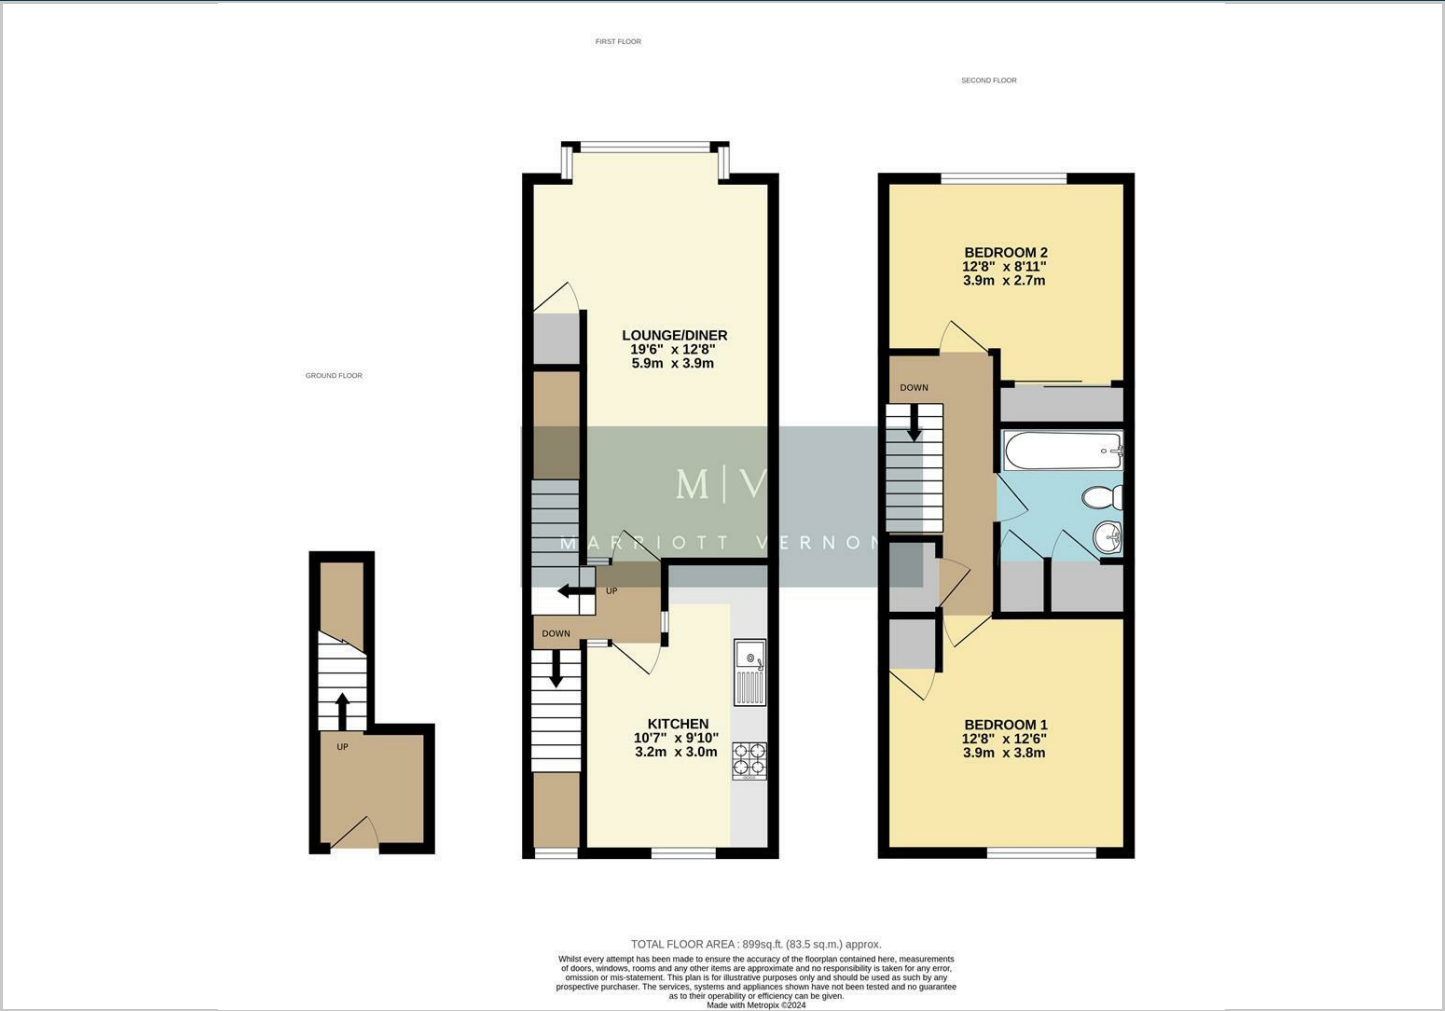 FIRST FLOOR
SECOND FLOOR
GROUND FLOOR
BEDROOM 2
12'8" x 8'11"
3.9m x 2.7m
LOUNGE/DINER
19'6" x 12'8"
5.9m x 3.9m
DOWN
M|V
MARRIOTT VERNON
UP
DOWN
UP
KITCHEN
10'7" x 9'10"
3.2m x 3.0m
BEDROOM 1
12'8" x 12'6"
3.9m x 3.8m
TOTAL FLOOR AREA : 899sq.ft. (83.5 sq.m.) approx.
Whilst every attempt has been made to ensure the accuracy of the floorplan contained here, measurements
of doors, windows, rooms and any other items are approximate and no responsibility is taken for any error,
omission or mis-statement. This plan is for illustrative purposes only and should be used as such by any
prospective purchaser. The services, systems and appliances shown have not been tested and no guarantee
as to their operability or efficiency can be given.
Made with Metropix ©2024